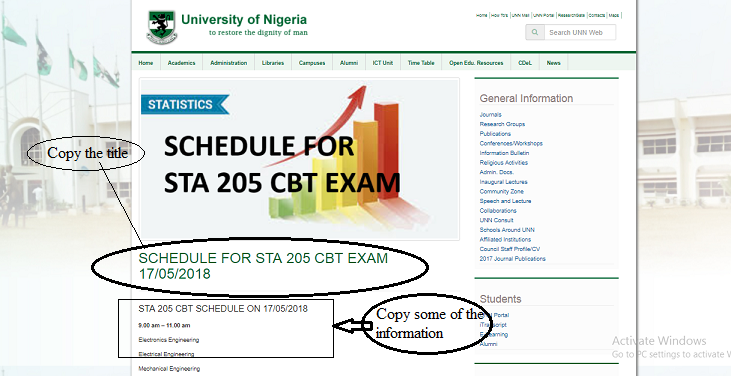 University of Nigeria
to restore the dignity of man
Home | How To's | UNN Mail | UNN Portal | ResearchGate | Contacts | Maps |
Search UNN Web
Home
Academics
Administration
Libraries
Campuses
Alumni
ICT Unit
Time Table
Open Edu. Resources
COeL
News
STATISTICS
SCHEDULE FOR
STA 205 CBT EXAM
Copy the title
SCHEDULE FOR STA 205 CBT EXAM
17/05/2018
STA 205 CBT SCHEDULE ON 17/05/2018
9.00 am – 11.00 am
Electronics Engineering
Electrical Engineering
Mechanical Engineering
Copy some of the
information
General Information
Journals
Research Groups
Publications
Conferences/Workshops
Information Bulletin
Religious Activities
Admin. Docs.
Inaugural Lectures
Community Zone
Speech and Lecture
Collaborations
UNN Consult
Schools Around UNN
Affiliated Institutions
Council Staff Profile/CV
2017 Journal Publications
Students
Portal
iTranscript
E-learning
Alumni
Activate Windows
Go to PC settings to activate W